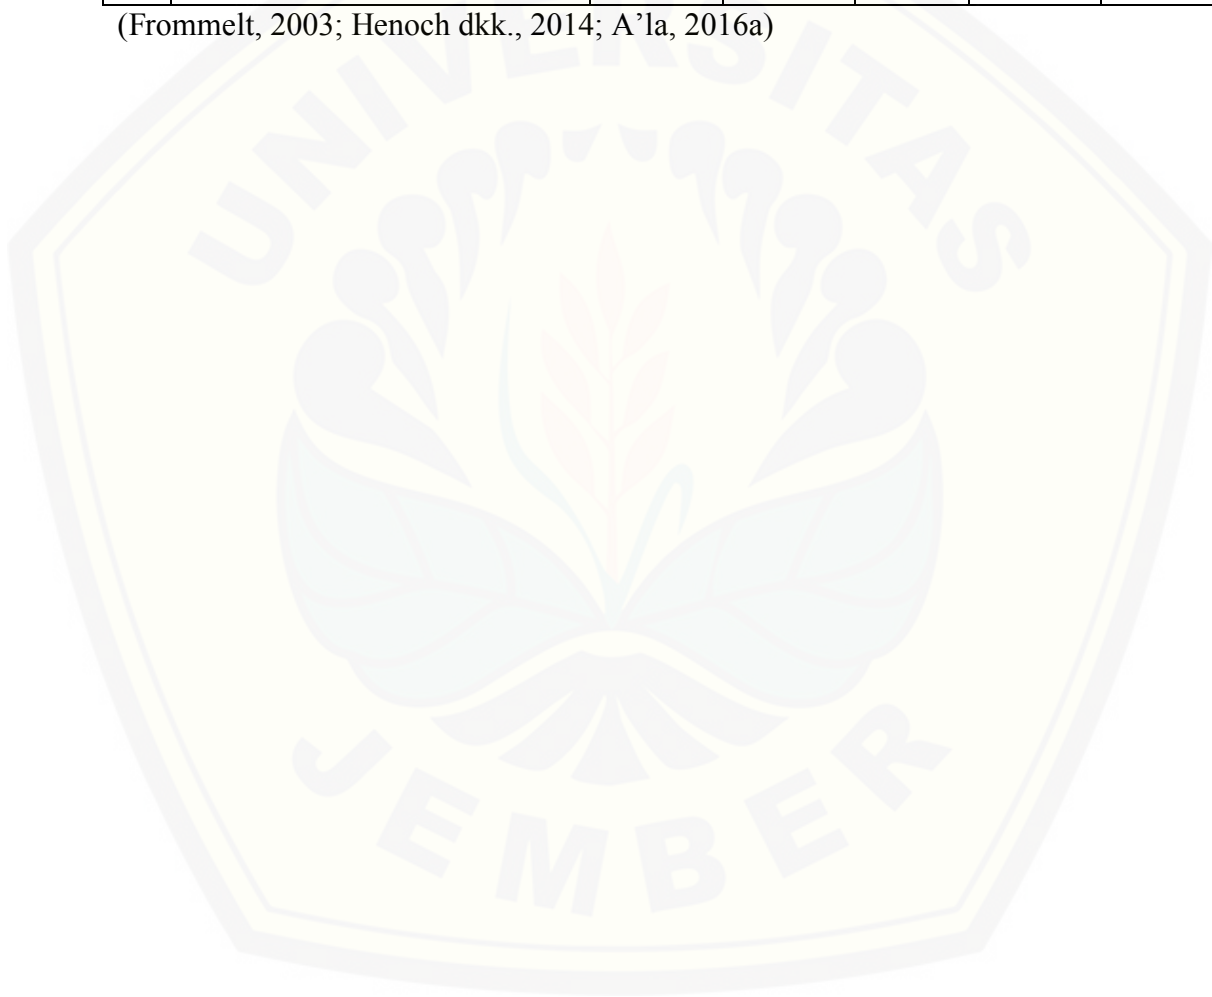 (Frommelt, 2003; Henoch dkk., 2014; A’la, 2016a)
UNIVERSITAS
JEMBER